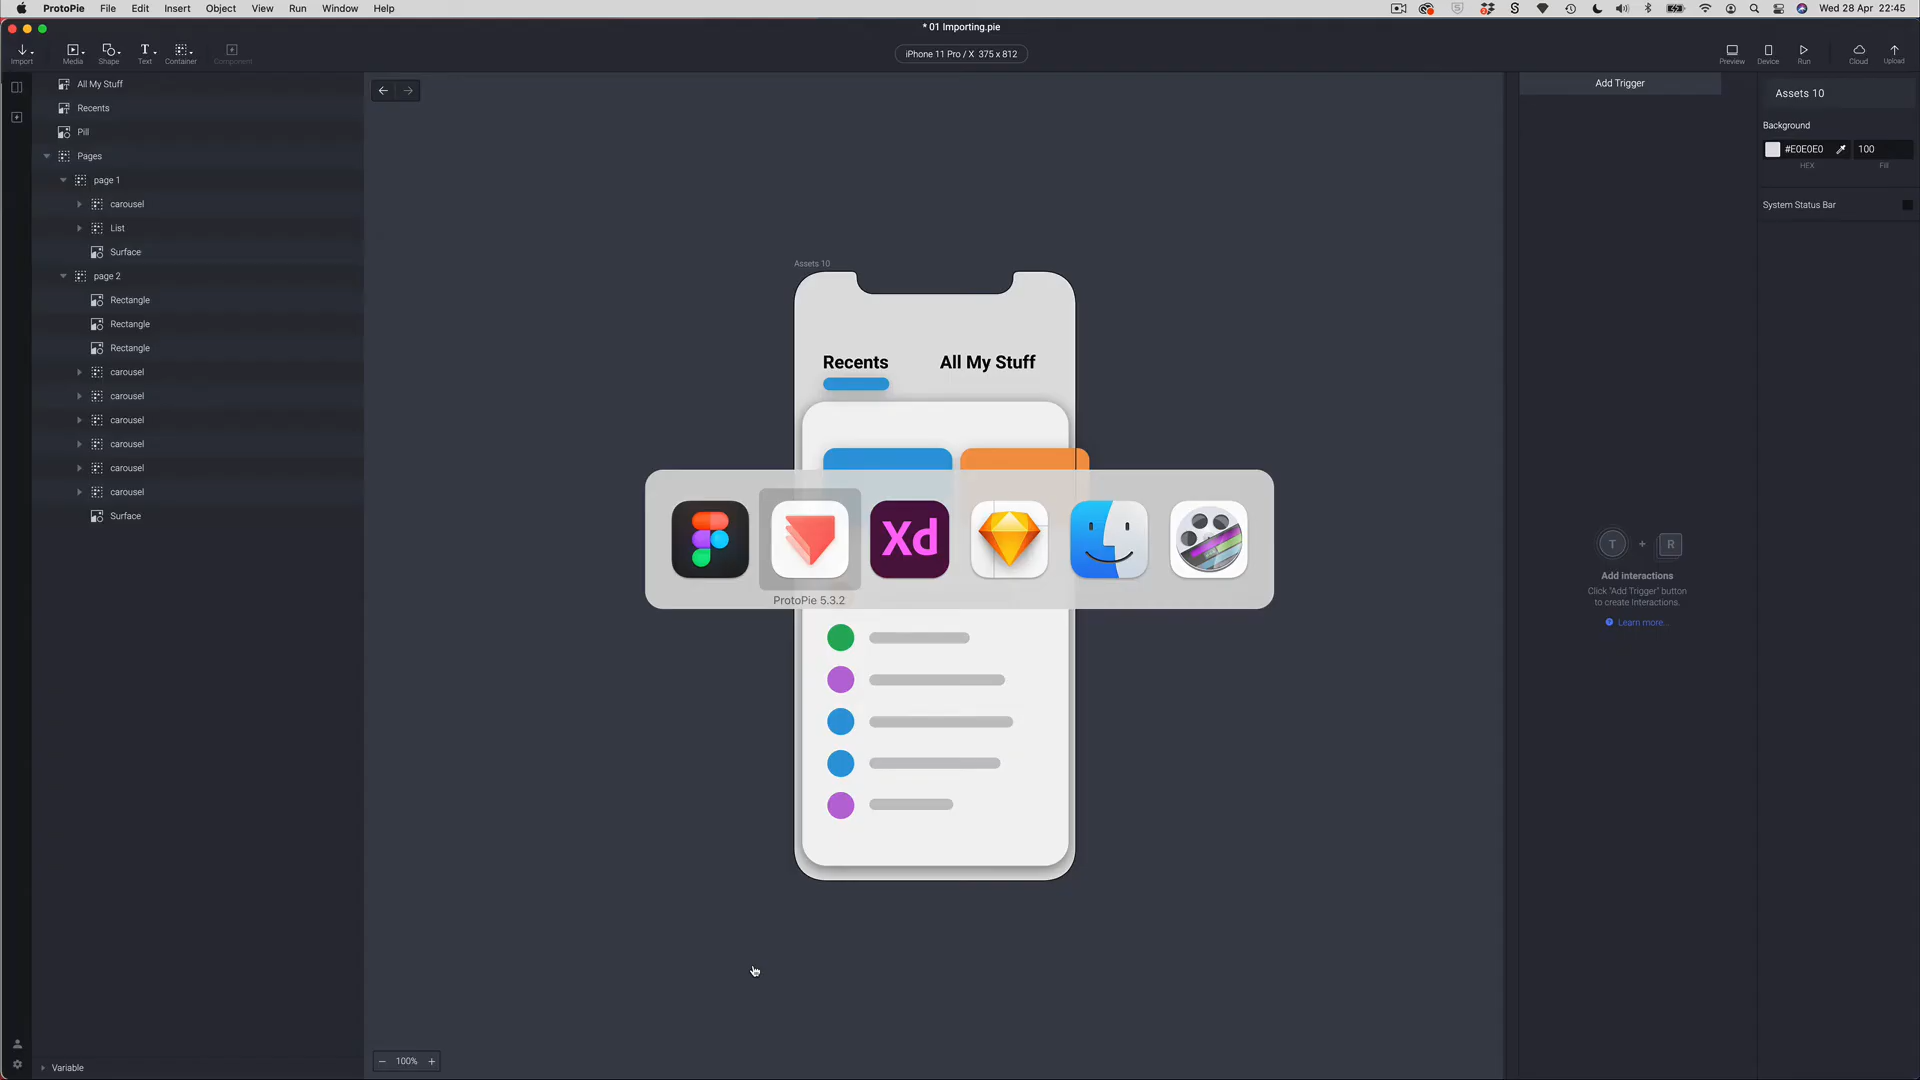 ProtoPie File Edit Insert Object View Run Window Help Wed 28 Apr 22:45
* 01 Importing.pie
Import Media Shape Text Container Component
iPhone 11 Pro / X 375 x 812
Preview Device Run Cloud Upload
All My Stuff
Recents
Pill
Pages
page 1
carousel
List
Surface
page 2
Rectangle
Rectangle
Rectangle
carousel
carousel
carousel
carousel
carousel
carousel
Surface
Variable
Assets 10
Recents All My Stuff
Xd
ProtoPie 5.3.2
100%
Add Trigger
T + R
Add interactions
Click "Add Trigger" button
to create Interactions.
Learn more...
Assets 10
Background
#E0E0E0 100
HEX Fill
System Status Bar